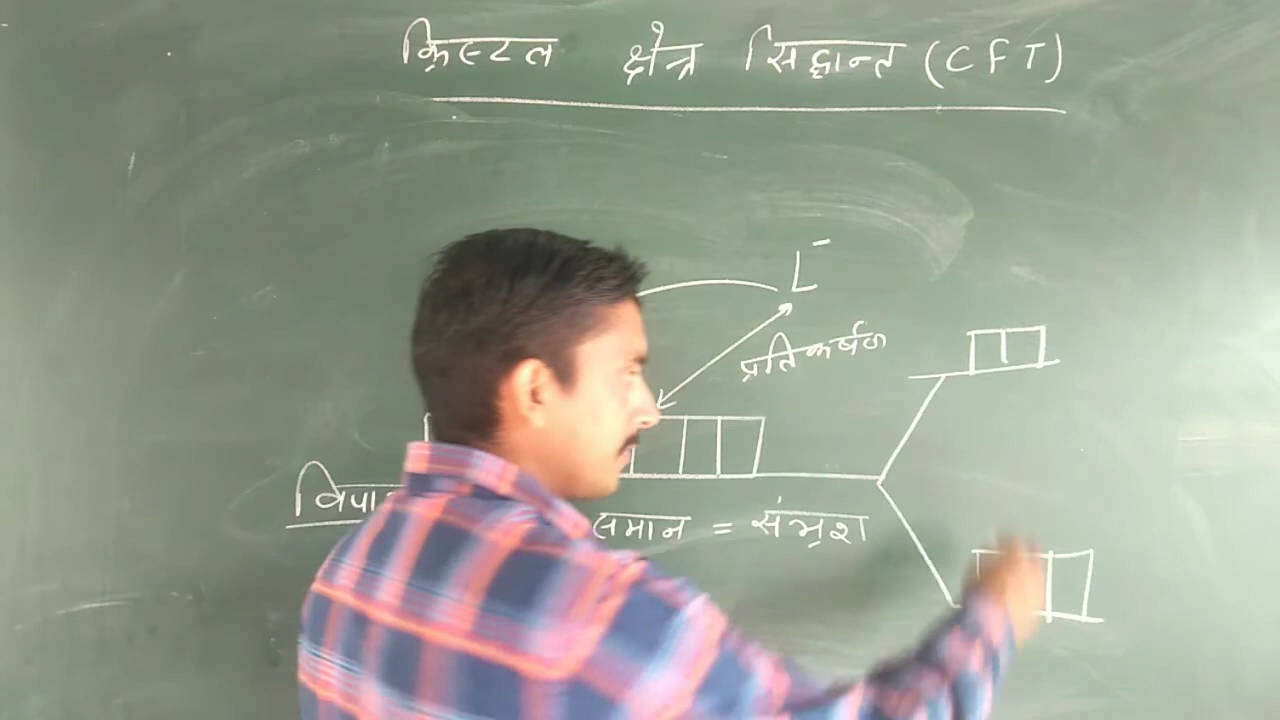 क्रिस्टल क्षेत्र सिद्धान्त (CFT)
L⁻
प्रतिकर्षण
समान = संभ्रश